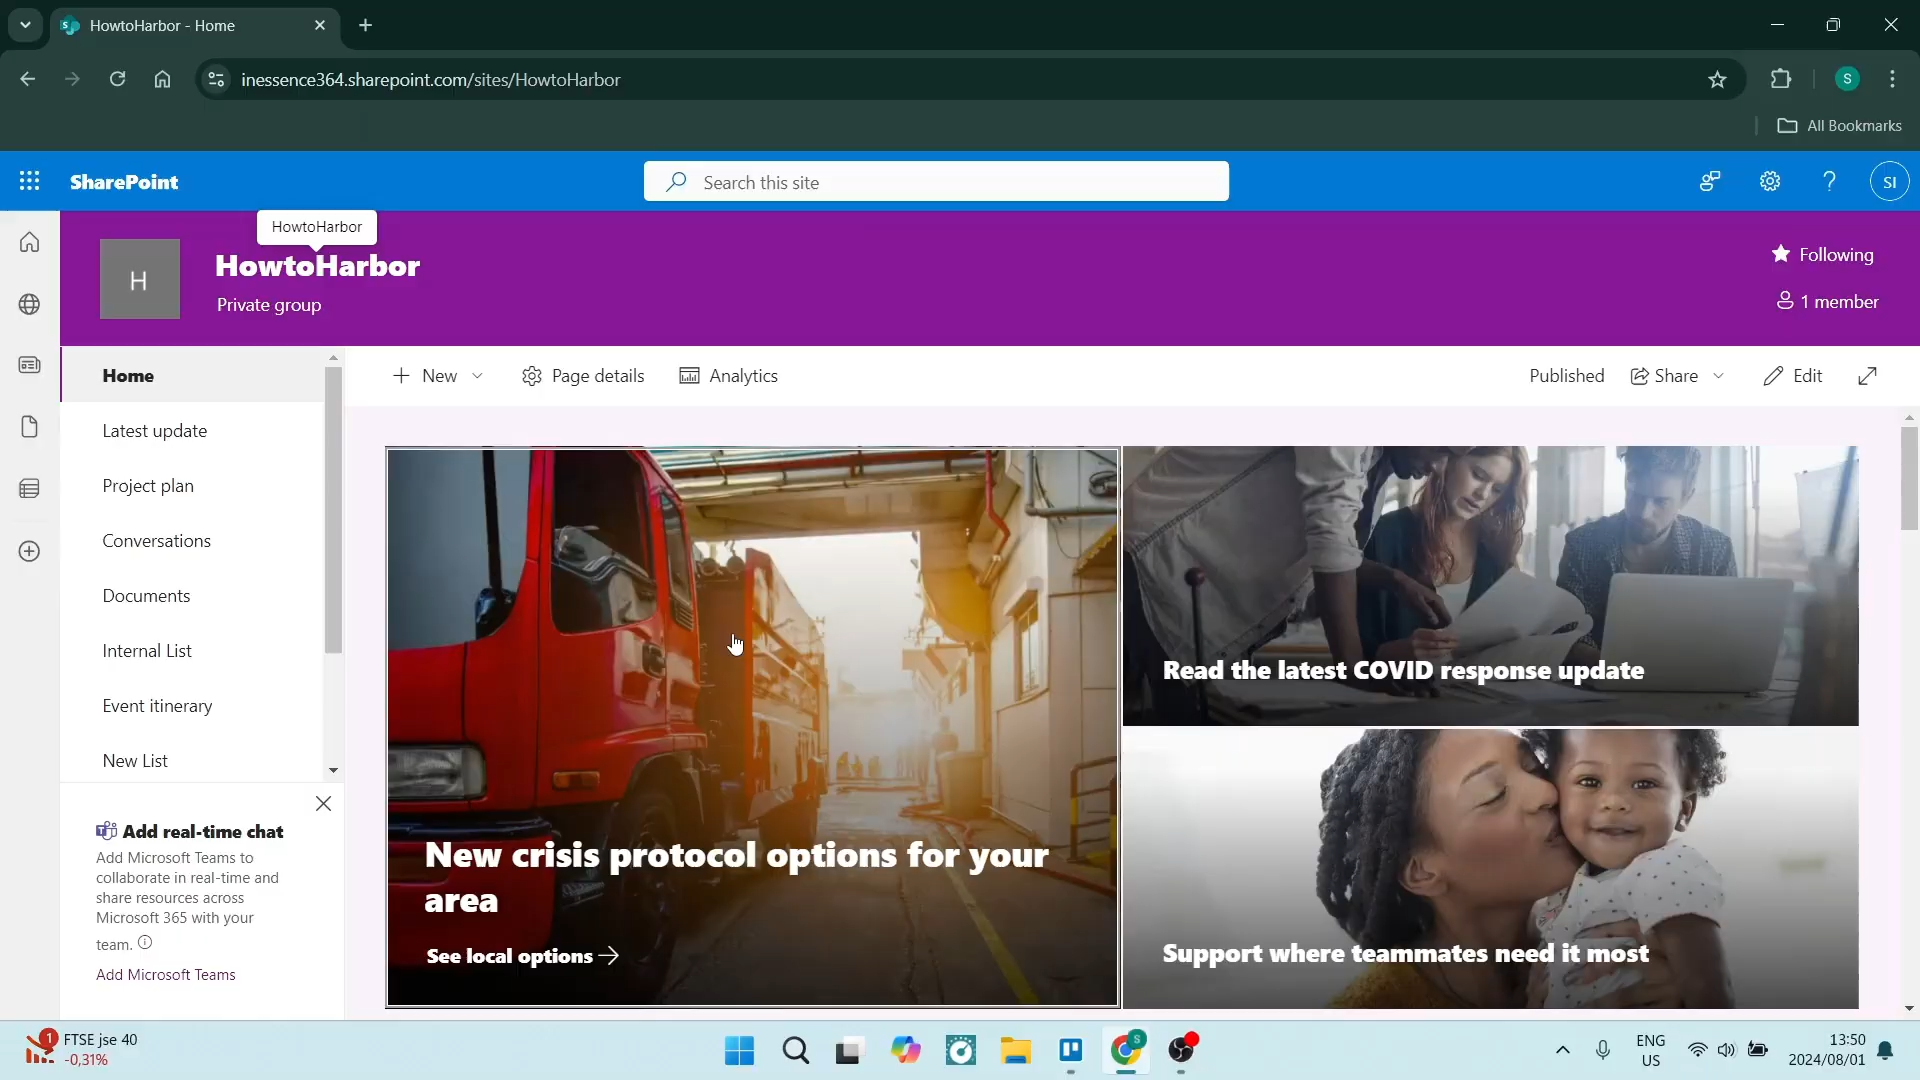 HowtoHarbor - Home
inessence364.sharepoint.com/sites/HowtoHarbor
S
All Bookmarks
SharePoint
Search this site
SI
HowtoHarbor
H
HowtoHarbor
Private group
Following
1 member
Home
Latest update
Project plan
Conversations
Documents
Internal List
Event itinerary
New List
New
Page details
Analytics
Published
Share
Edit
New crisis protocol options for your
area
See local options
Read the latest COVID response update
Support where teammates need it most
Add real-time chat
Add Microsoft Teams to
collaborate in real-time and
share resources across
Microsoft 365 with your
team.
Add Microsoft Teams
1
FTSE jse 40
-0,31%
S
ENG
US
13:50
2024/08/01